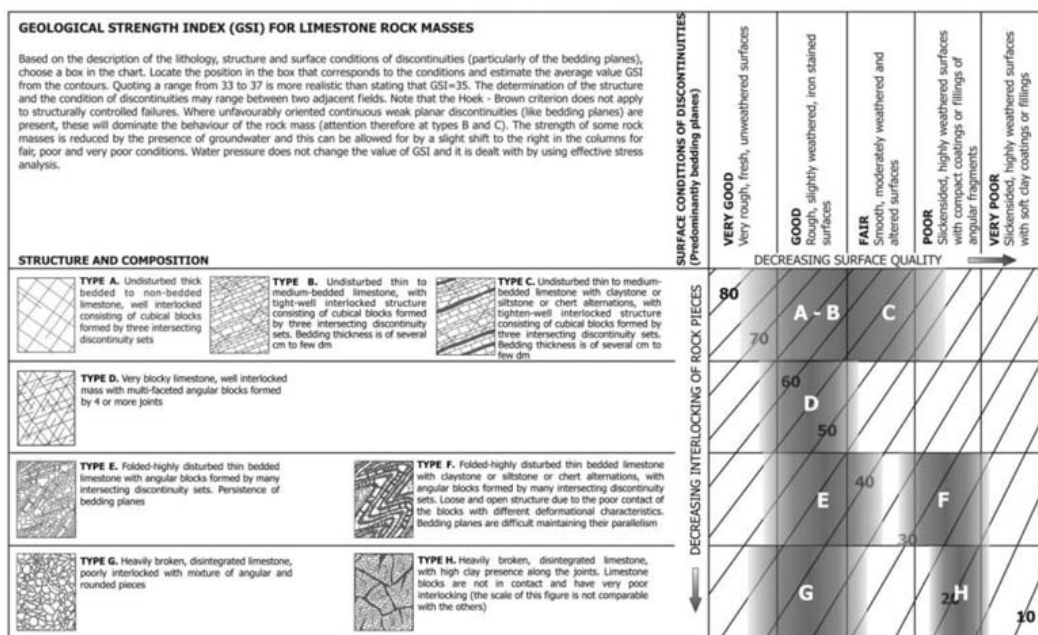 GEOLOGICAL STRENGTH INDEX (GSI) FOR LIMESTONE ROCK MASSES
Based on the description of the lithology, structure and surface conditions of discontinuities (particularly of the bedding planes),
choose a box in the chart. Locate the position in the box that corresponds to the conditions and estimate the average value GSI
from the contours. Quoting a range from 33 to 37 is more realistic than stating that GSI=35. The determination of the structure
and the condition of discontinuities may range between two adjacent fields. Note that the Hoek - Brown criterion does not apply
to structurally controlled failures. Where unfavourably oriented continuous weak planar discontinuities (like bedding planes) are
present, these will dominate the behaviour of the rock mass (attention therefore at types B and C). The strength of some rock
masses is reduced by the presence of groundwater and this can be allowed for by a slight shift to the right in the columns for
fair, poor and very poor conditions. Water pressure does not change the value of GSI and it is dealt with by using effective stress
analysis.
SURFACE CONDITIONS OF DISCONTINUITIES
(Predominantly bedding planes)
VERY GOOD
Very rough, fresh, unweathered surfaces
GOOD
Rough, slightly weathered, iron stained
surfaces
FAIR
Smooth, moderately weathered and
altered surfaces
POOR
Slickensided, highly weathered surfaces
with compact coatings or fillings of
angular fragments
VERY POOR
Slickensided, highly weathered surfaces
with soft clay coatings or fillings
STRUCTURE AND COMPOSITION
DECREASING SURFACE QUALITY
TYPE A. Undisturbed thick
bedded to non-bedded
limestone, well interlocked
consisting of cubical blocks
formed by three intersecting
discontinuity sets
TYPE B. Undisturbed thin to
medium-bedded limestone, with
tight-well interlocked structure
consisting of cubical blocks formed
by three intersecting discontinuity
sets. Bedding thickness is of several
cm to few dm
TYPE C. Undisturbed thin to medium-
bedded limestone with claystone or
siltstone or chert alternations, with
tighten-well interlocked structure
consisting of cubical blocks formed by
three intersecting discontinuity sets.
Bedding thickness is of several cm to
few dm
DECREASING INTERLOCKING OF ROCK PIECES
80
A - B
C
70
TYPE D. Very blocky limestone, well interlocked
mass with multi-faceted angular blocks formed
by 4 or more joints
60
D
50
TYPE E. Folded-highly disturbed thin bedded
limestone with angular blocks formed by many
intersecting discontinuity sets. Persistence of
bedding planes
TYPE F. Folded-highly disturbed thin bedded limestone
with claystone or siltstone or chert alternations, with
angular blocks formed by many intersecting discontinuity
sets. Loose and open structure due to the poor contact of
the blocks with different deformational characteristics.
Bedding planes are difficult maintaining their parallelism
40
E
F
30
TYPE G. Heavily broken, disintegrated limestone,
poorly interlocked with mixture of angular and
rounded pieces
TYPE H. Heavily broken, disintegrated limestone,
with high clay presence along the joints. Limestone
blocks are not in contact and have very poor
interlocking (the scale of this figure is not comparable
with the others)
G
20
H
10